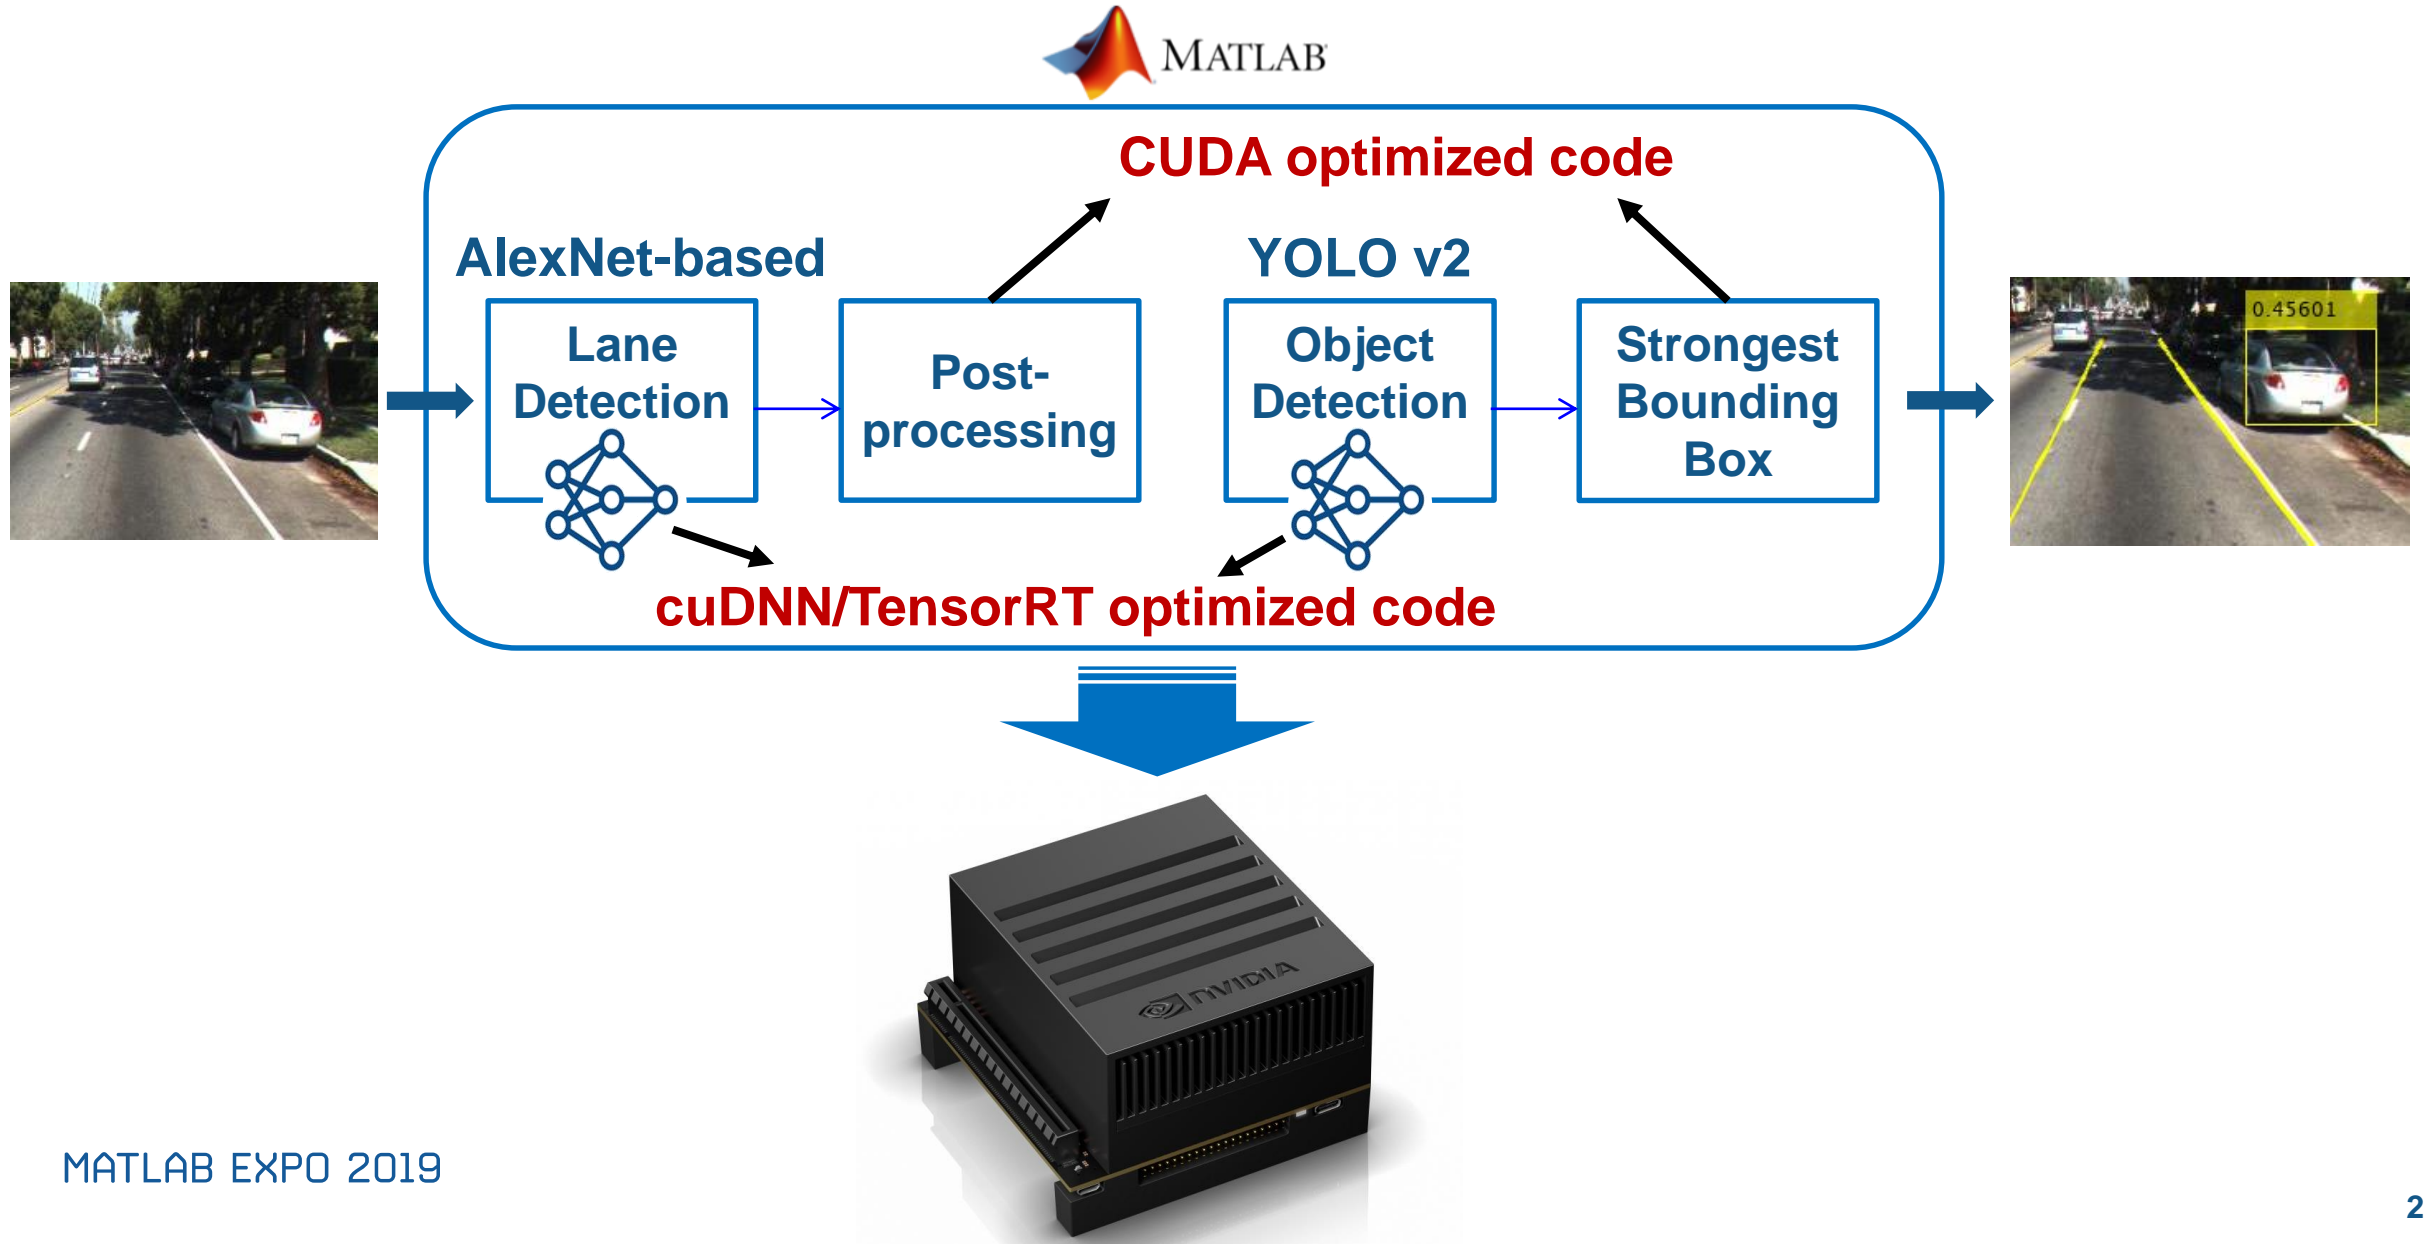 MATLAB
CUDA optimized code
AlexNet-based
YOLO v2
Lane
Detection
Post-
processing
Object
Detection
Strongest
Bounding
Box
0.45601
cuDNN/TensorRT optimized code
NVIDIA
MATLAB EXPO 2019
2